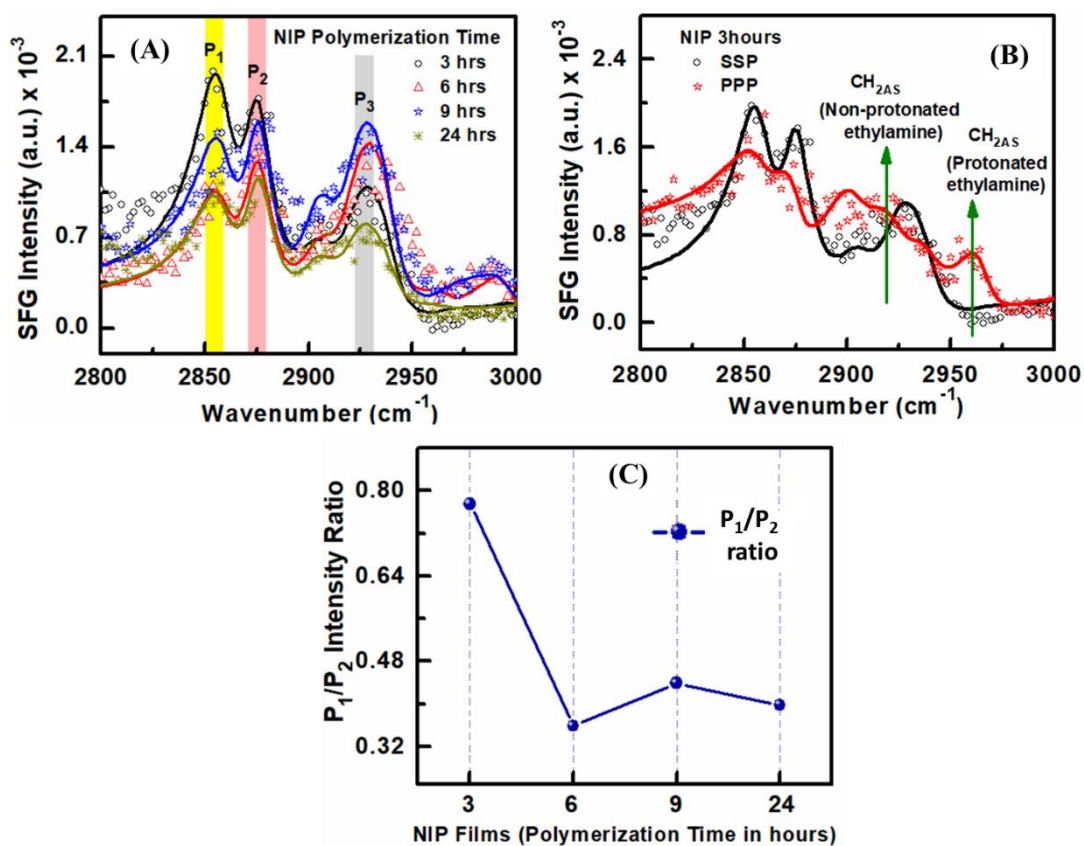 (A)
NIP Polymerization Time
3 hrs
6 hrs
9 hrs
24 hrs
P₁
P₂
P₃
SFG Intensity (a.u.) x 10⁻³
2.1
1.4
0.7
0.0
2800 2850 2900 2950 3000
Wavenumber (cm⁻¹)
(B)
NIP 3hours
SSP
PPP
CH₂AS
(Non-protonated
ethylamine)
CH₂AS
(Protonated
ethylamine)
SFG Intensity (a.u.) x 10⁻³
2.4
1.6
0.8
0.0
2800 2850 2900 2950 3000
Wavenumber (cm⁻¹)
(C)
P₁/P₂
ratio
P₁/P₂ Intensity Ratio
0.80
0.64
0.48
0.32
3 6 9 24
NIP Films (Polymerization Time in hours)